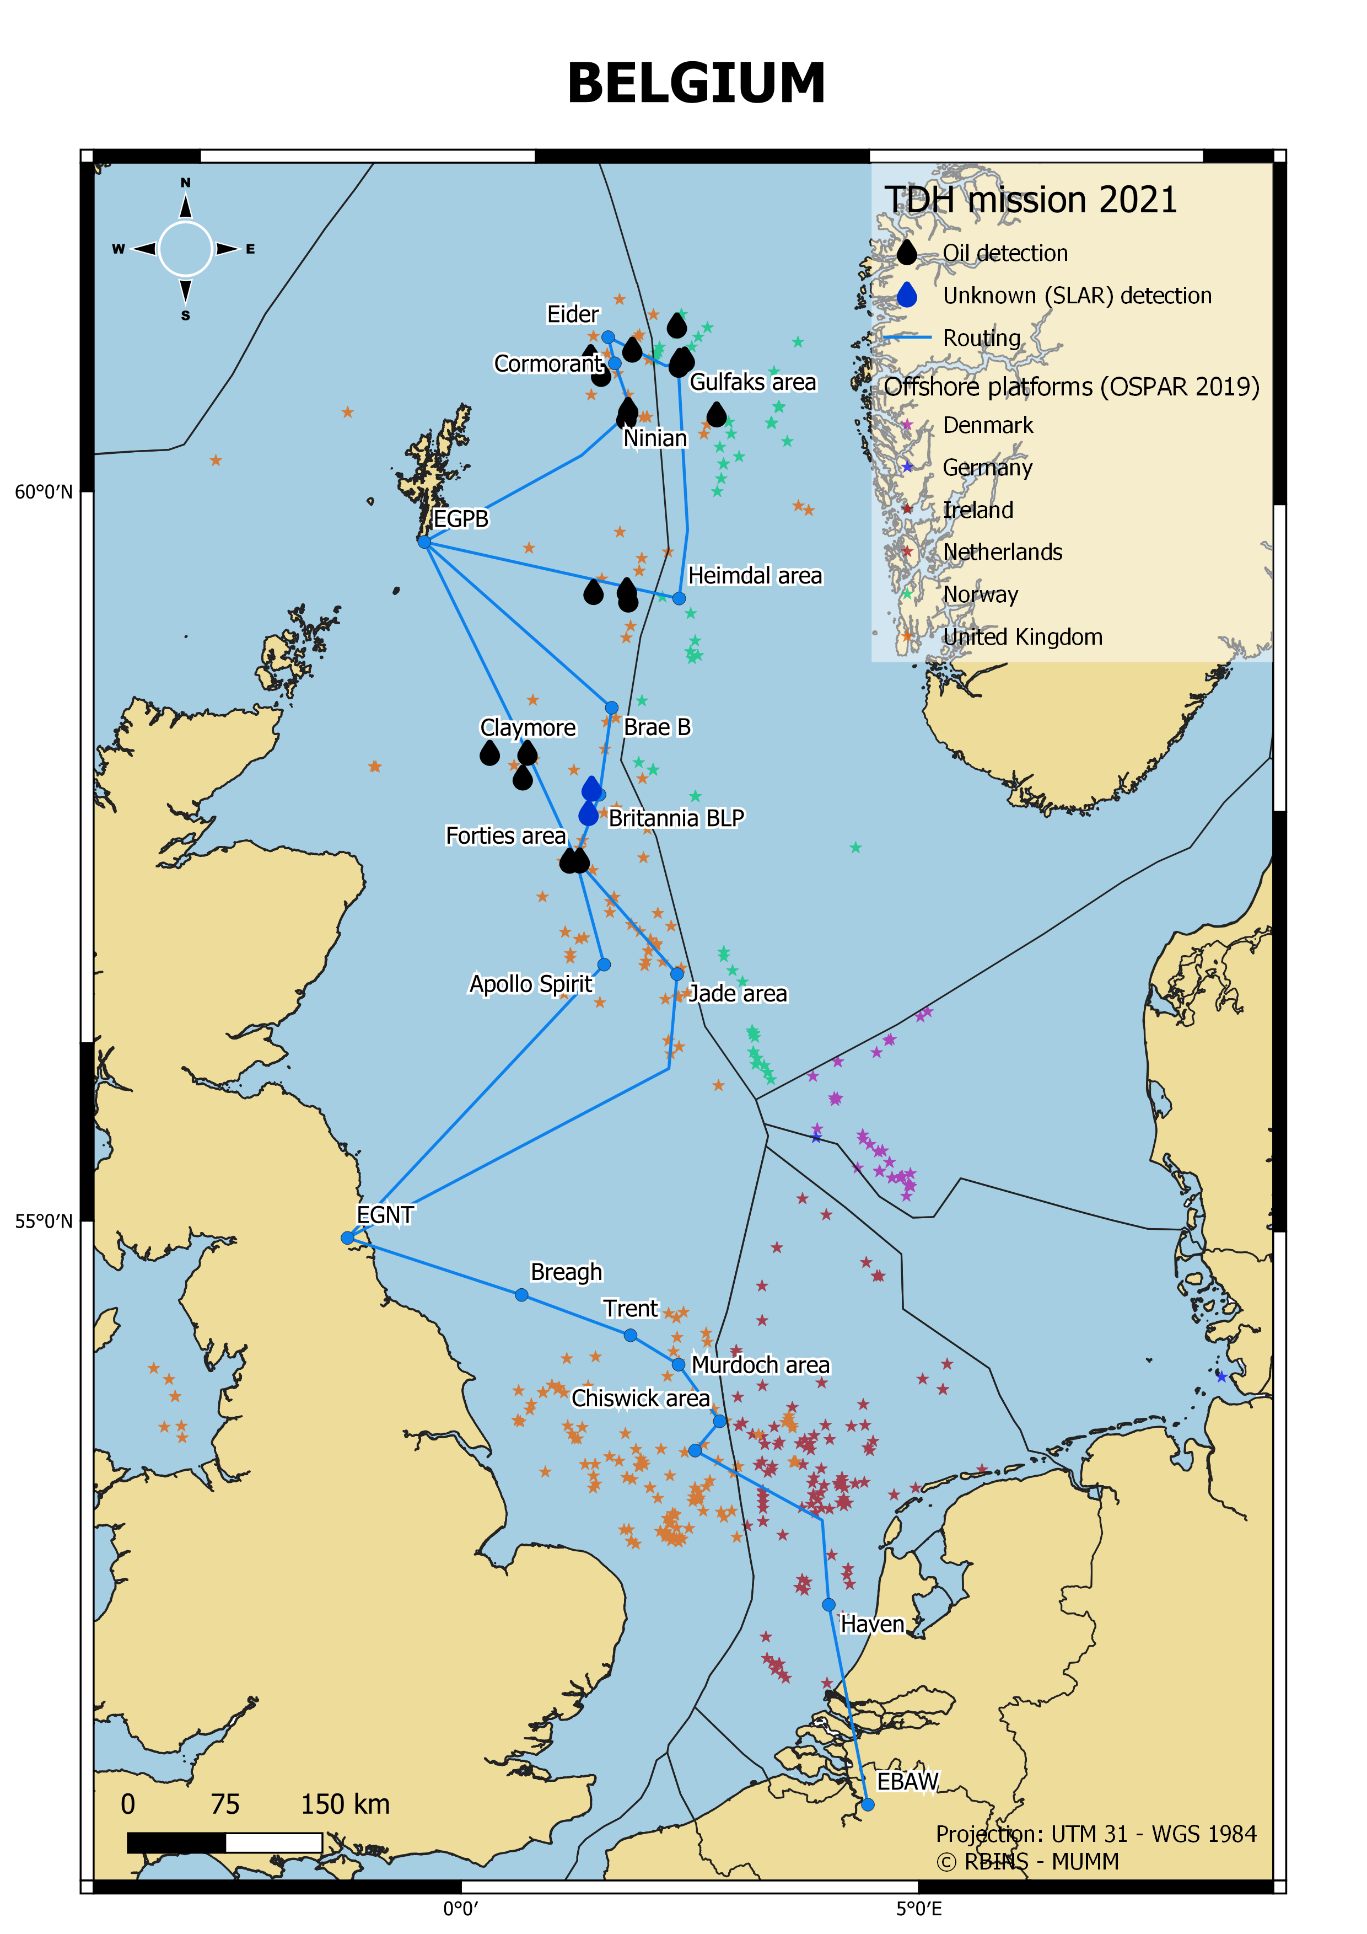 BELGIUM
N
W
E
S
TDH mission 2021
Oil detection
Unknown (SLAR) detection
Routing
Offshore platforms (OSPAR 2019)
Denmark
Germany
Ireland
Netherlands
Norway
United Kingdom
Eider
Cormorant
Gulfaks area
Ninian
60°0′N
EGPB
Heimdal area
Claymore
Brae B
Britannia BLP
Forties area
Apollo Spirit
Jade area
55°0′N
EGNT
Breagh
Trent
Murdoch area
Chiswick area
Haven
EBAW
0 75 150 km
Projection: UTM 31 - WGS 1984
© RBINS - MUMM
0°0′
5°0′E